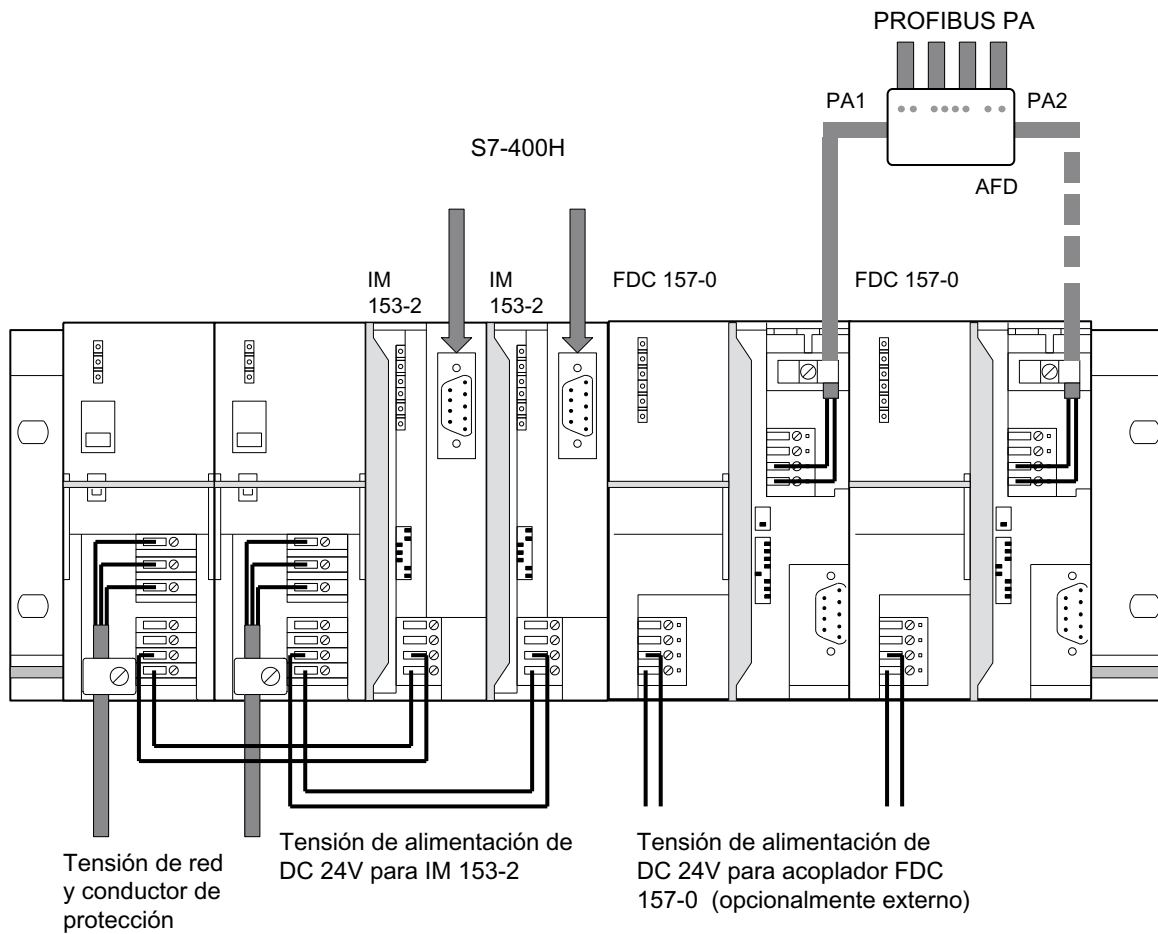 PROFIBUS PA
PA1
PA2
AFD
S7-400H
IM
153-2
IM
153-2
FDC 157-0
FDC 157-0
Tensión de red
y conductor de
protección
Tensión de alimentación de
DC 24V para IM 153-2
Tensión de alimentación de
DC 24V para acoplador FDC
157-0 (opcionalmente externo)